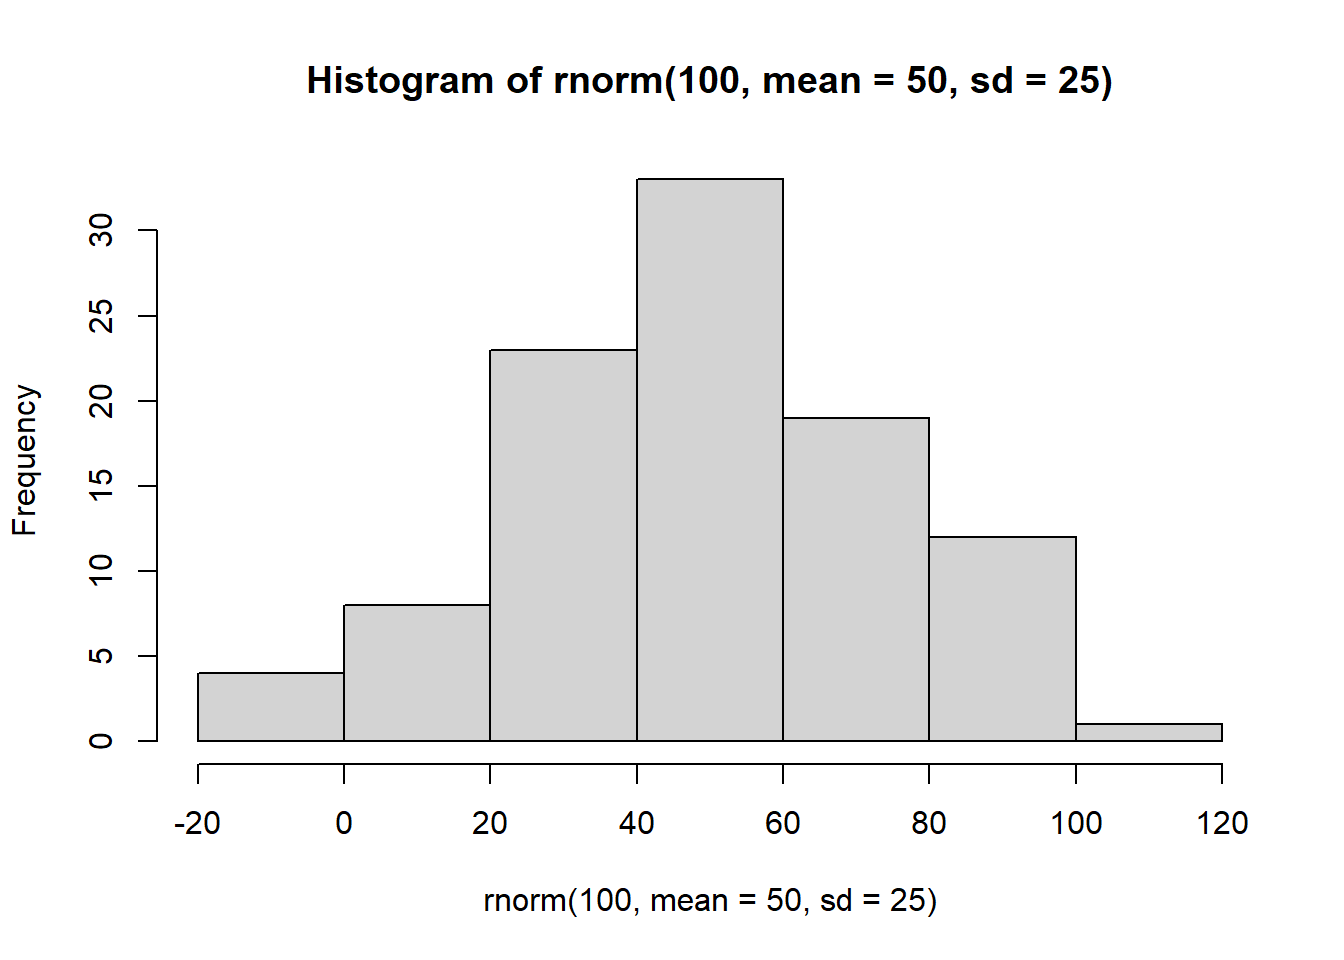 Histogram of rnorm(100, mean = 50, sd = 25)
Frequency
30
25
20
15
10
5
0
-20 0 20 40 60 80 100 120
rnorm(100, mean = 50, sd = 25)